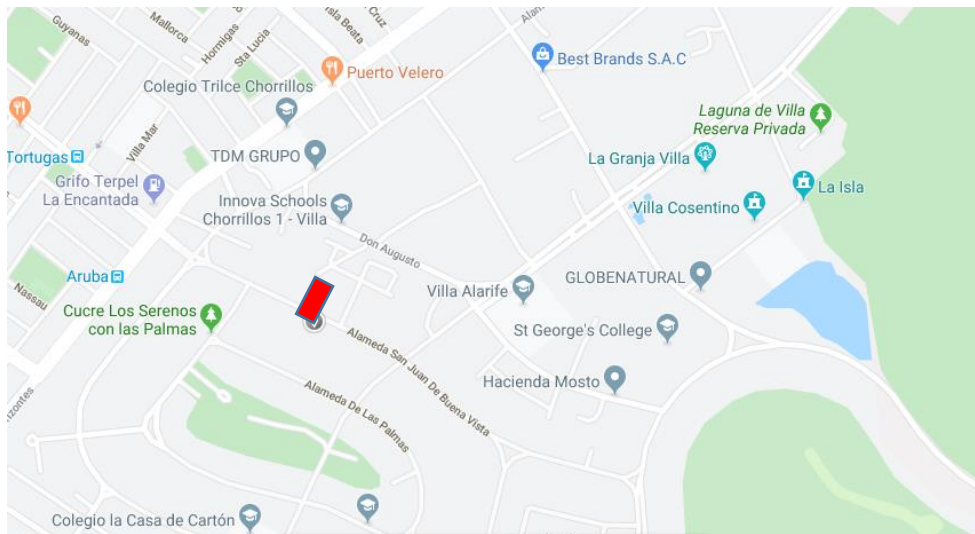 Guyanas
Mallorca
Hormigas
Sta Lucia
Isla Beata
Cruz
Puerto Velero
Best Brands S.A.C
Colegio Trilce Chorrillos
Laguna de Villa
Reserva Privada
Villa Mar
TDM GRUPO
Tortugas
La Granja Villa
Grifo Terpel
La Encantada
Innova Schools
Chorrillos 1 - Villa
La Isla
Villa Cosentino
Don Augusto
Aruba
GLOBENATURAL
Nassau
Villa Alarife
Cucre Los Serenos
con las Palmas
St George's College
Alameda San Juan De Buena Vista
Hacienda Mosto
Alameda De Las Palmas
Colegio la Casa de Cartón